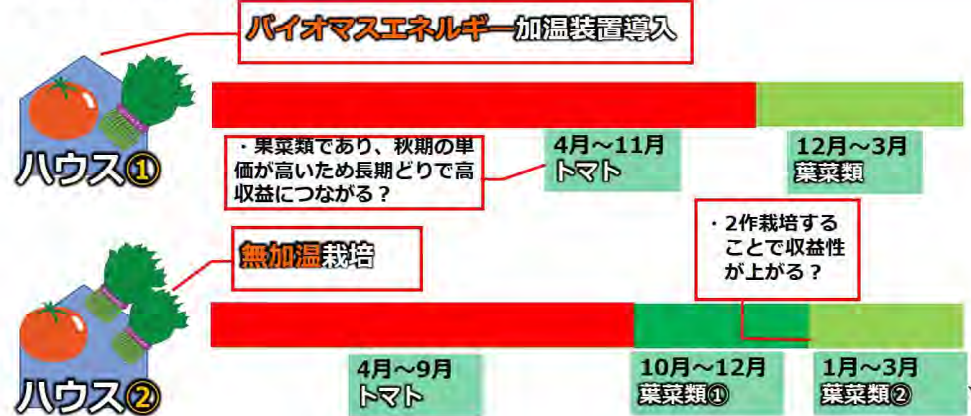 バイオマスエネルギー加温装置導入
ハウス①
・果菜類であり、秋期の単
価が高いため長期どりで高
収益につながる？
4月～11月
トマト
12月～3月
葉菜類
無加温栽培
・2作栽培する
ことで収益性
が上がる？
ハウス②
4月～9月
トマト
10月～12月
葉菜類①
1月～3月
葉菜類②